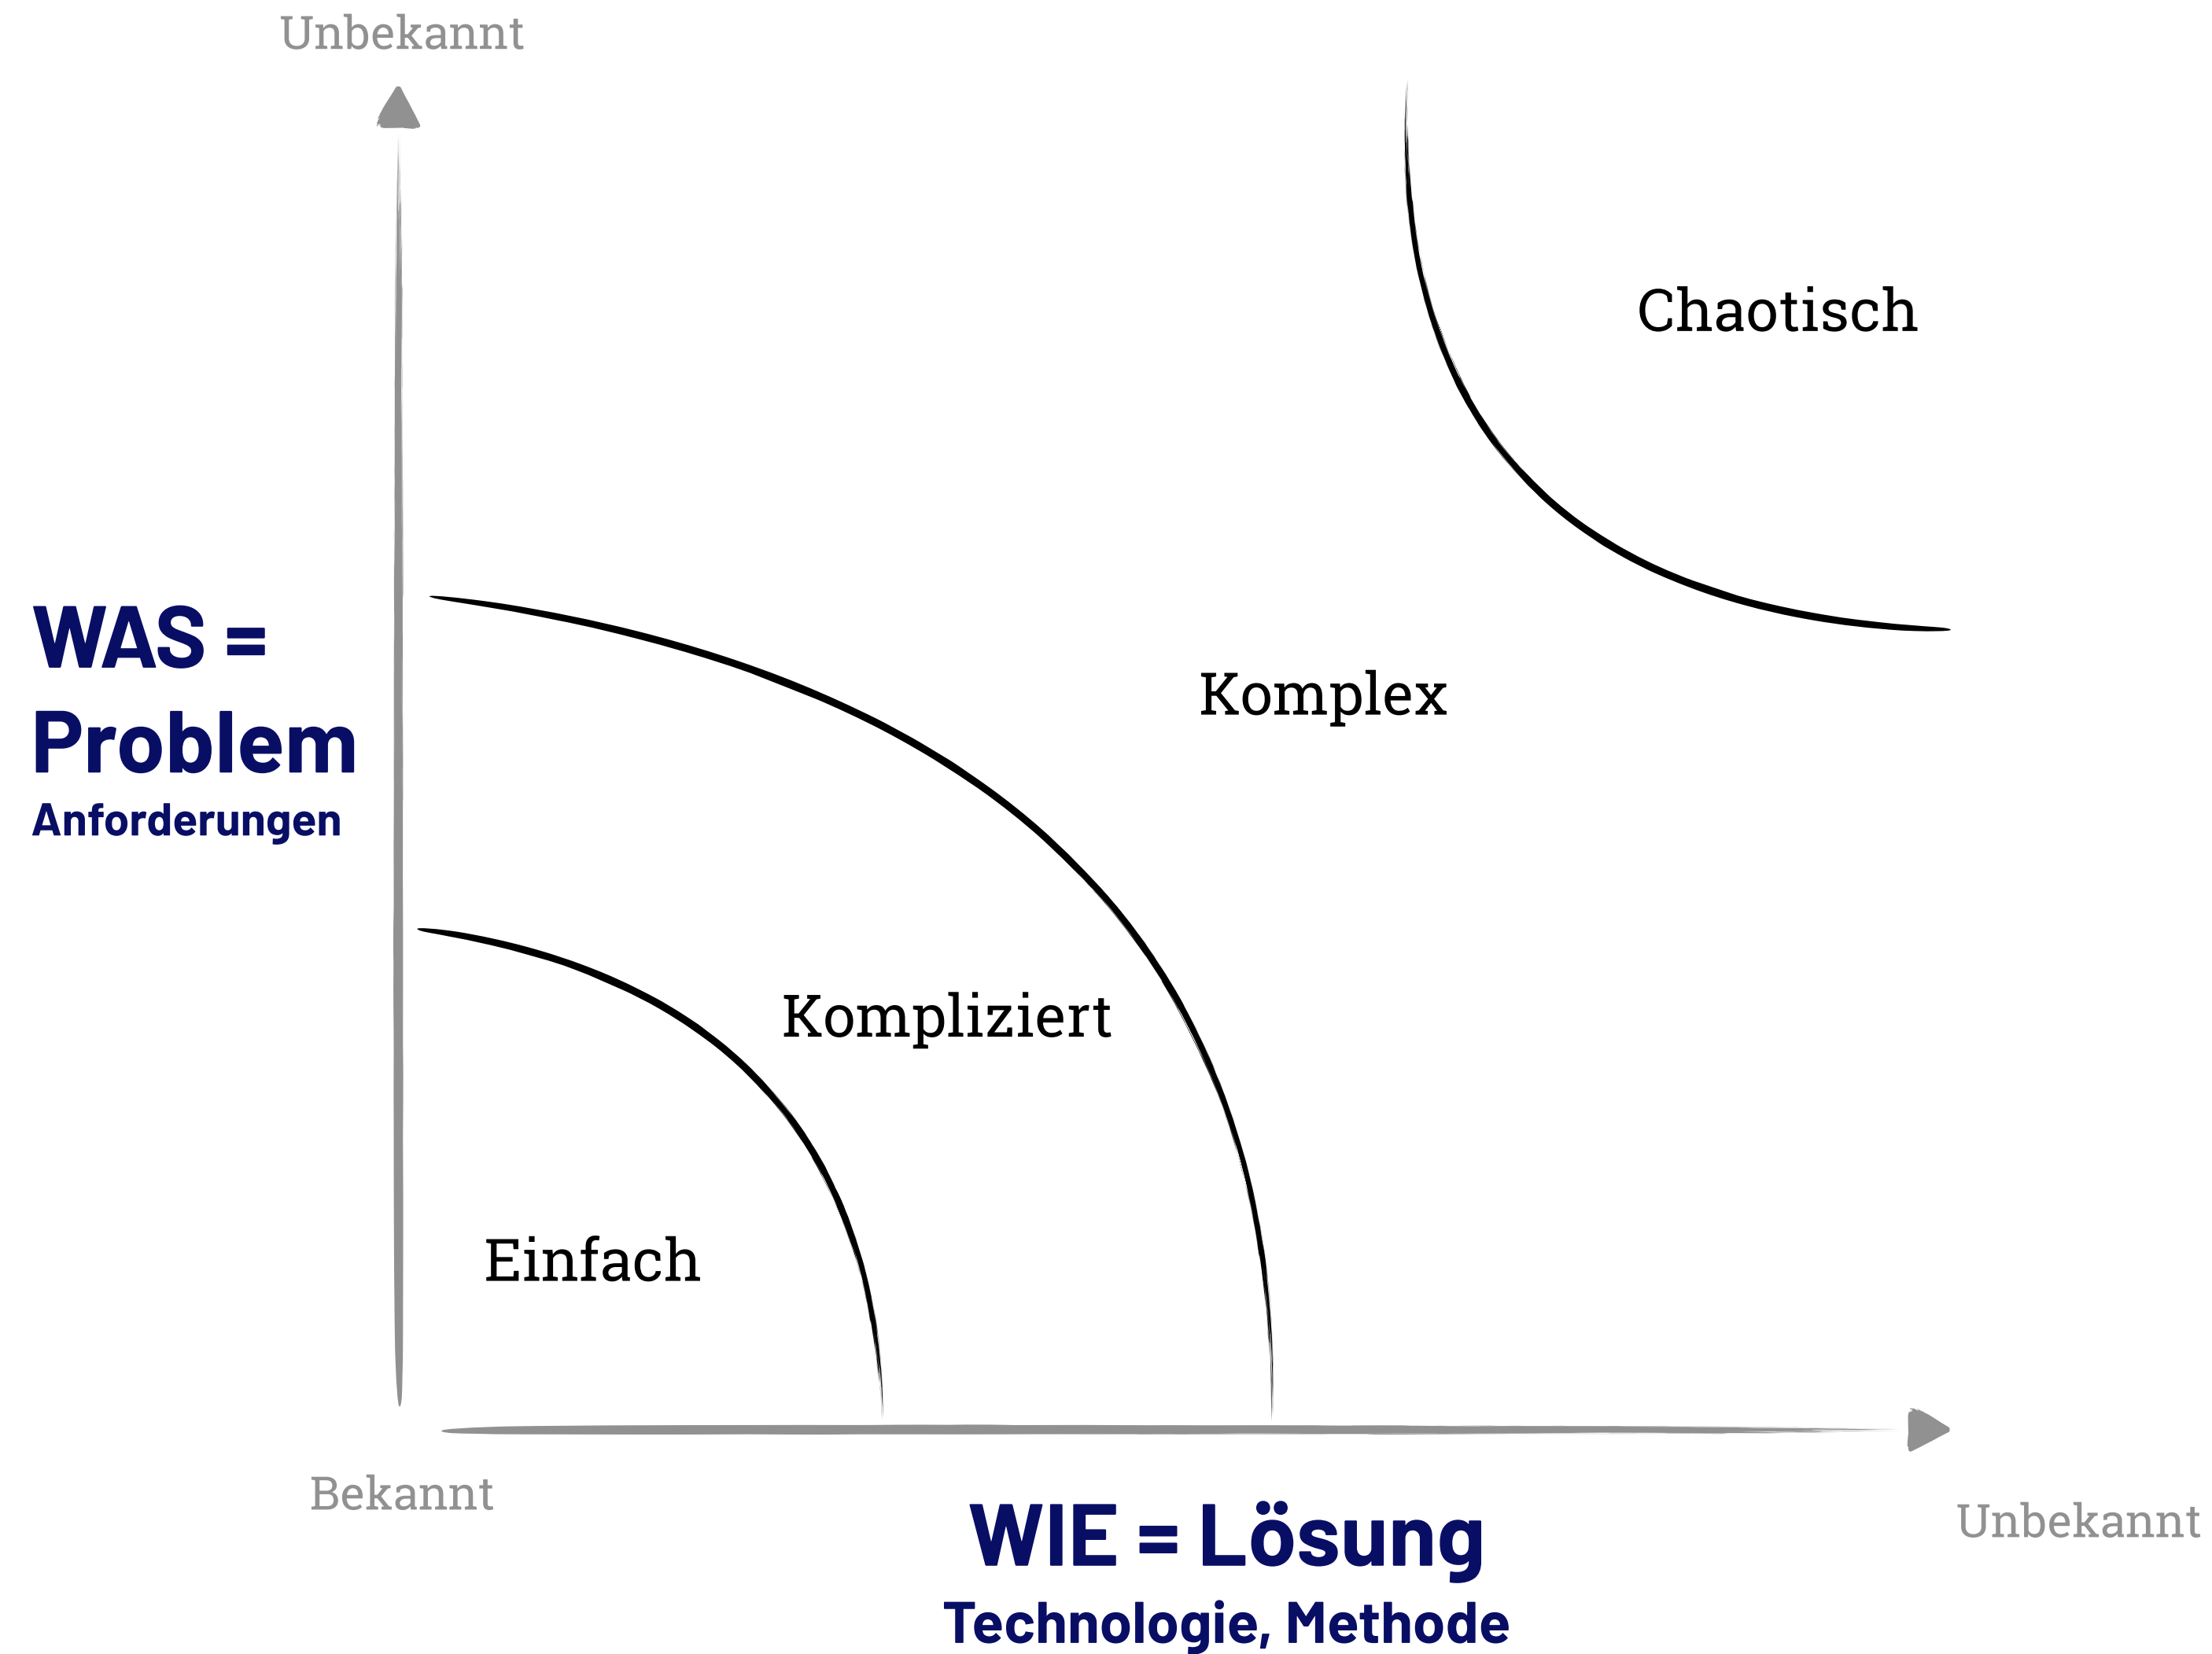 Unbekannt
Chaotisch
WAS =
Problem
Anforderungen
Komplex
Kompliziert
Einfach
Bekannt
WIE = Lösung
Technologie, Methode
Unbekannt